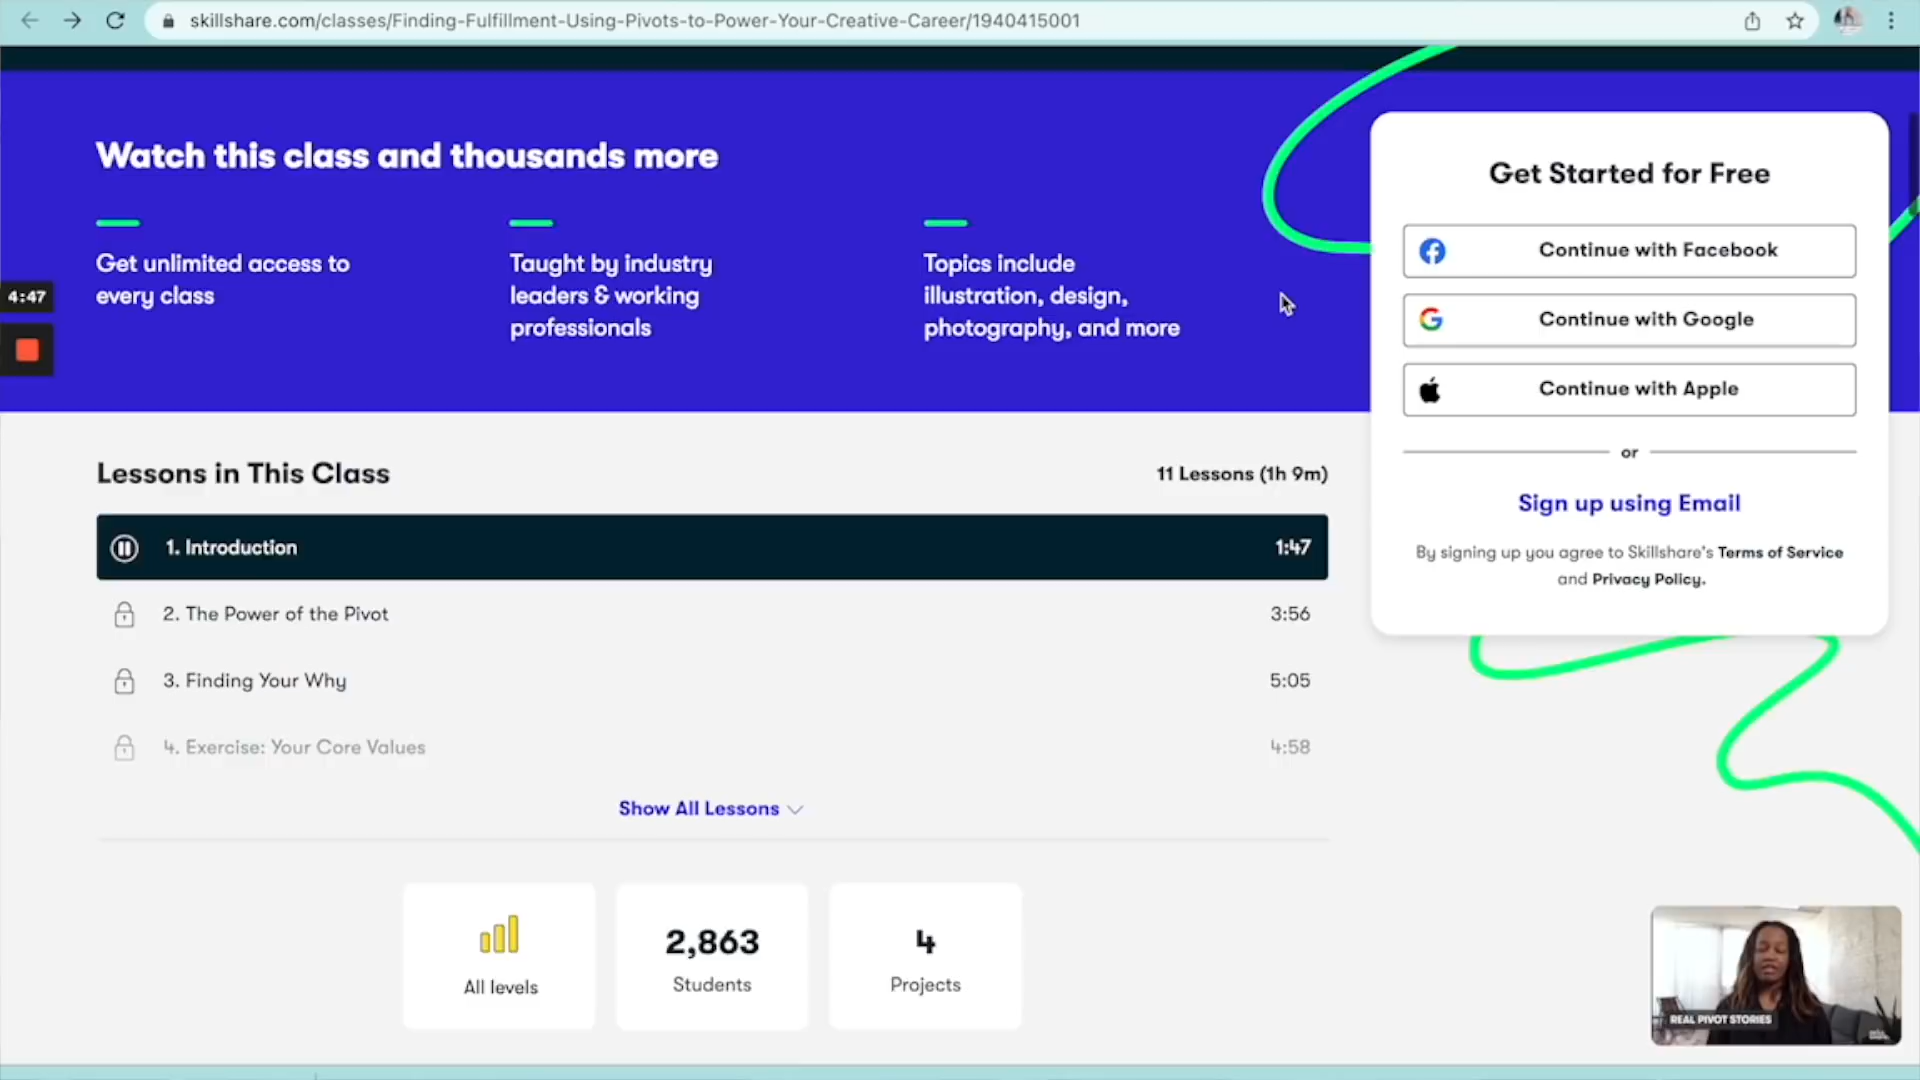 skillshare.com/classes/Finding-Fulfillment-Using-Pivots-to-Power-Your-Creative-Career/1940415001
Watch this class and thousands more
Get unlimited access to
every class
Taught by industry
leaders & working
professionals
Topics include
illustration, design,
photography, and more
4:47
Get Started for Free
Continue with Facebook
Continue with Google
Continue with Apple
or
Sign up using Email
By signing up you agree to Skillshare's Terms of Service
and Privacy Policy.
Lessons in This Class
11 Lessons (1h 9m)
1. Introduction
1:47
2. The Power of the Pivot
3:56
3. Finding Your Why
5:05
4. Exercise: Your Core Values
4:58
Show All Lessons
All levels
2,863
Students
4
Projects
REAL PIVOT STORIES